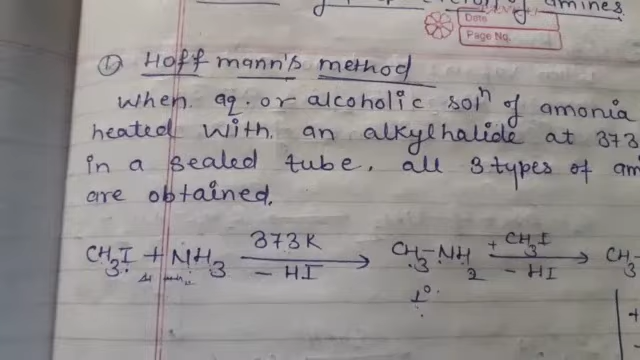 of amines
Date
Page No.
① Hoffmann's method
When aq. or alcoholic solⁿ of amonia
heated with an alkylhalide at 373
in a sealed tube, all 3 types of am
are obtained.
CH₃I + NH₃ 373K - HI → CH₃-NH₂ + CH₃I - HI → CH₃
1°
+